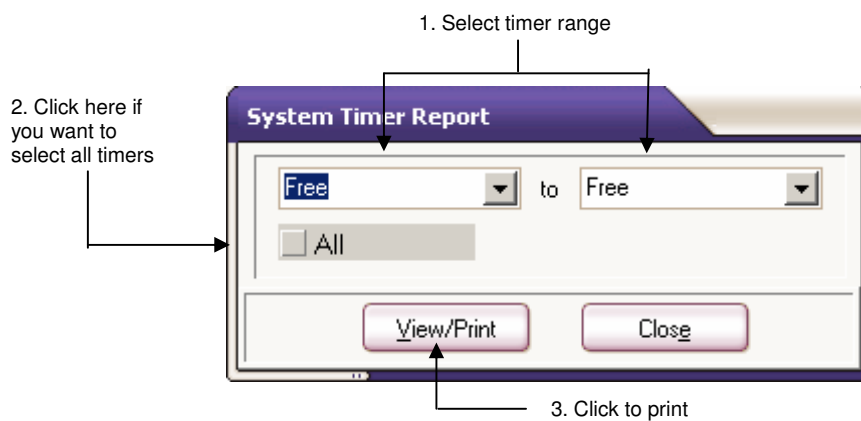 1. Select timer range
2. Click here if
you want to
select all timers
System Timer Report
Free to Free
All
View/Print Close
3. Click to print